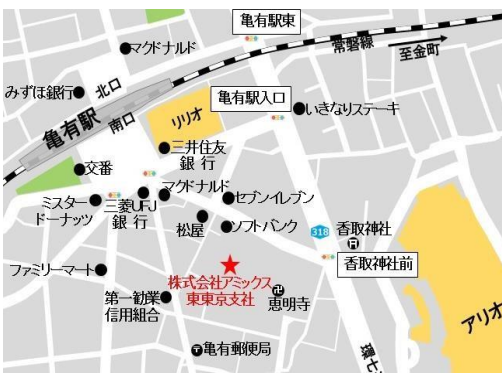 亀有駅東
マクドナルド
常磐線
至金町
みずほ銀行
北口
亀有駅
南口
リリオ
亀有駅入口
いきなりステーキ
三井住友
銀行
交番
マクドナルド
セブンイレブン
ミスター
ドーナッツ
三菱UFJ
銀行
松屋
ソフトバンク
318
香取神社
香取神社前
ファミリーマート
株式会社アミックス
東東京支社
第一勧業
信用組合
恵明寺
アリオ
亀有郵便局
環七